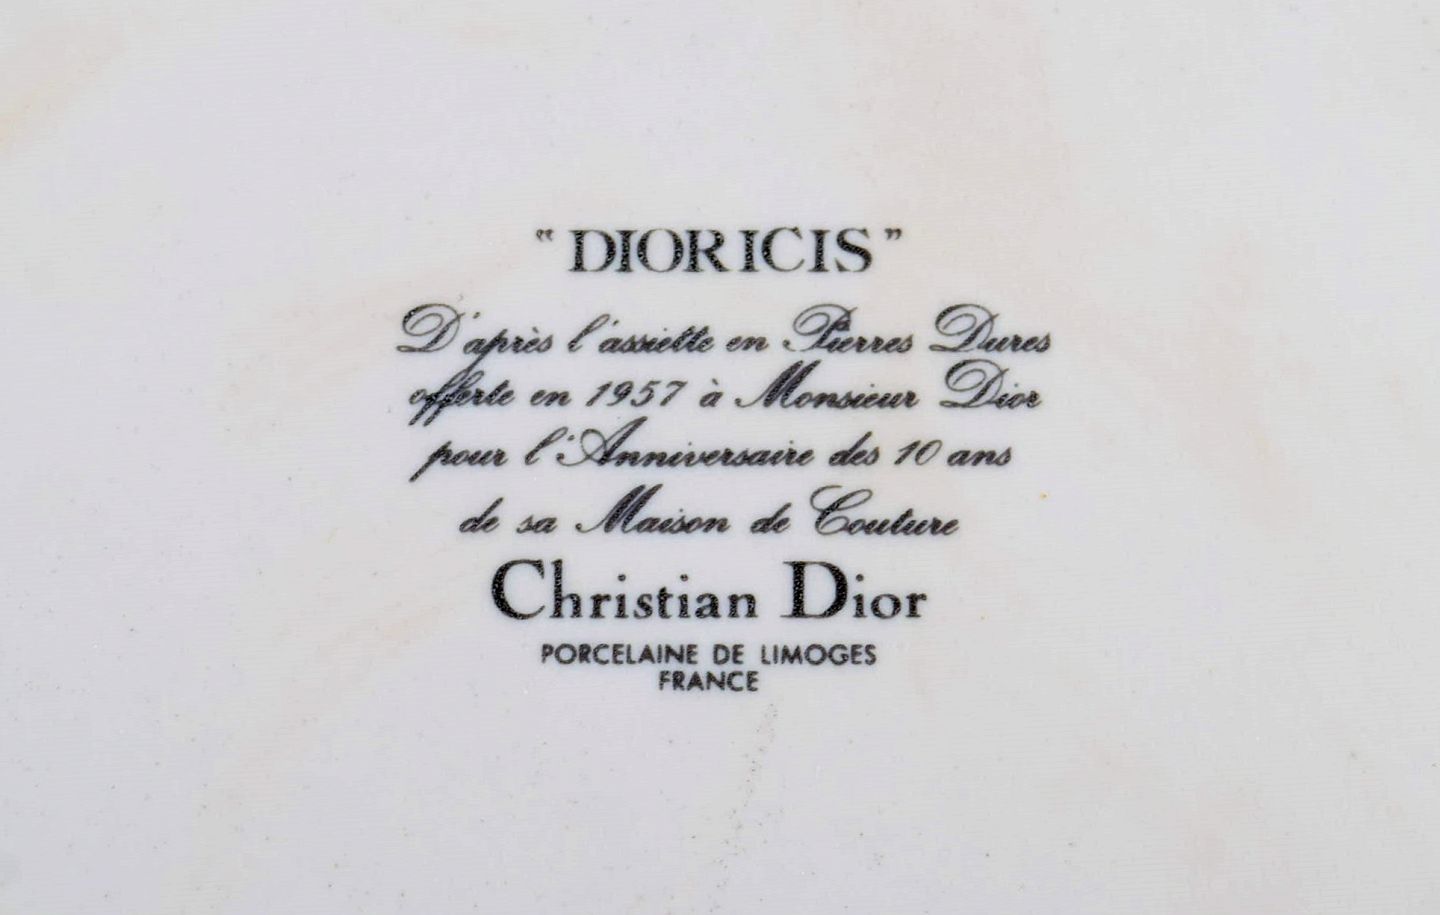 “ DIORICIS ”
D'après l'assiette en Pierres Dures
offerte en 1957 à Monsieur Dior
pour l'Anniversaire des 10 ans
de sa Maison de Couture
Christian Dior
PORCELAINE DE LIMOGES
FRANCE